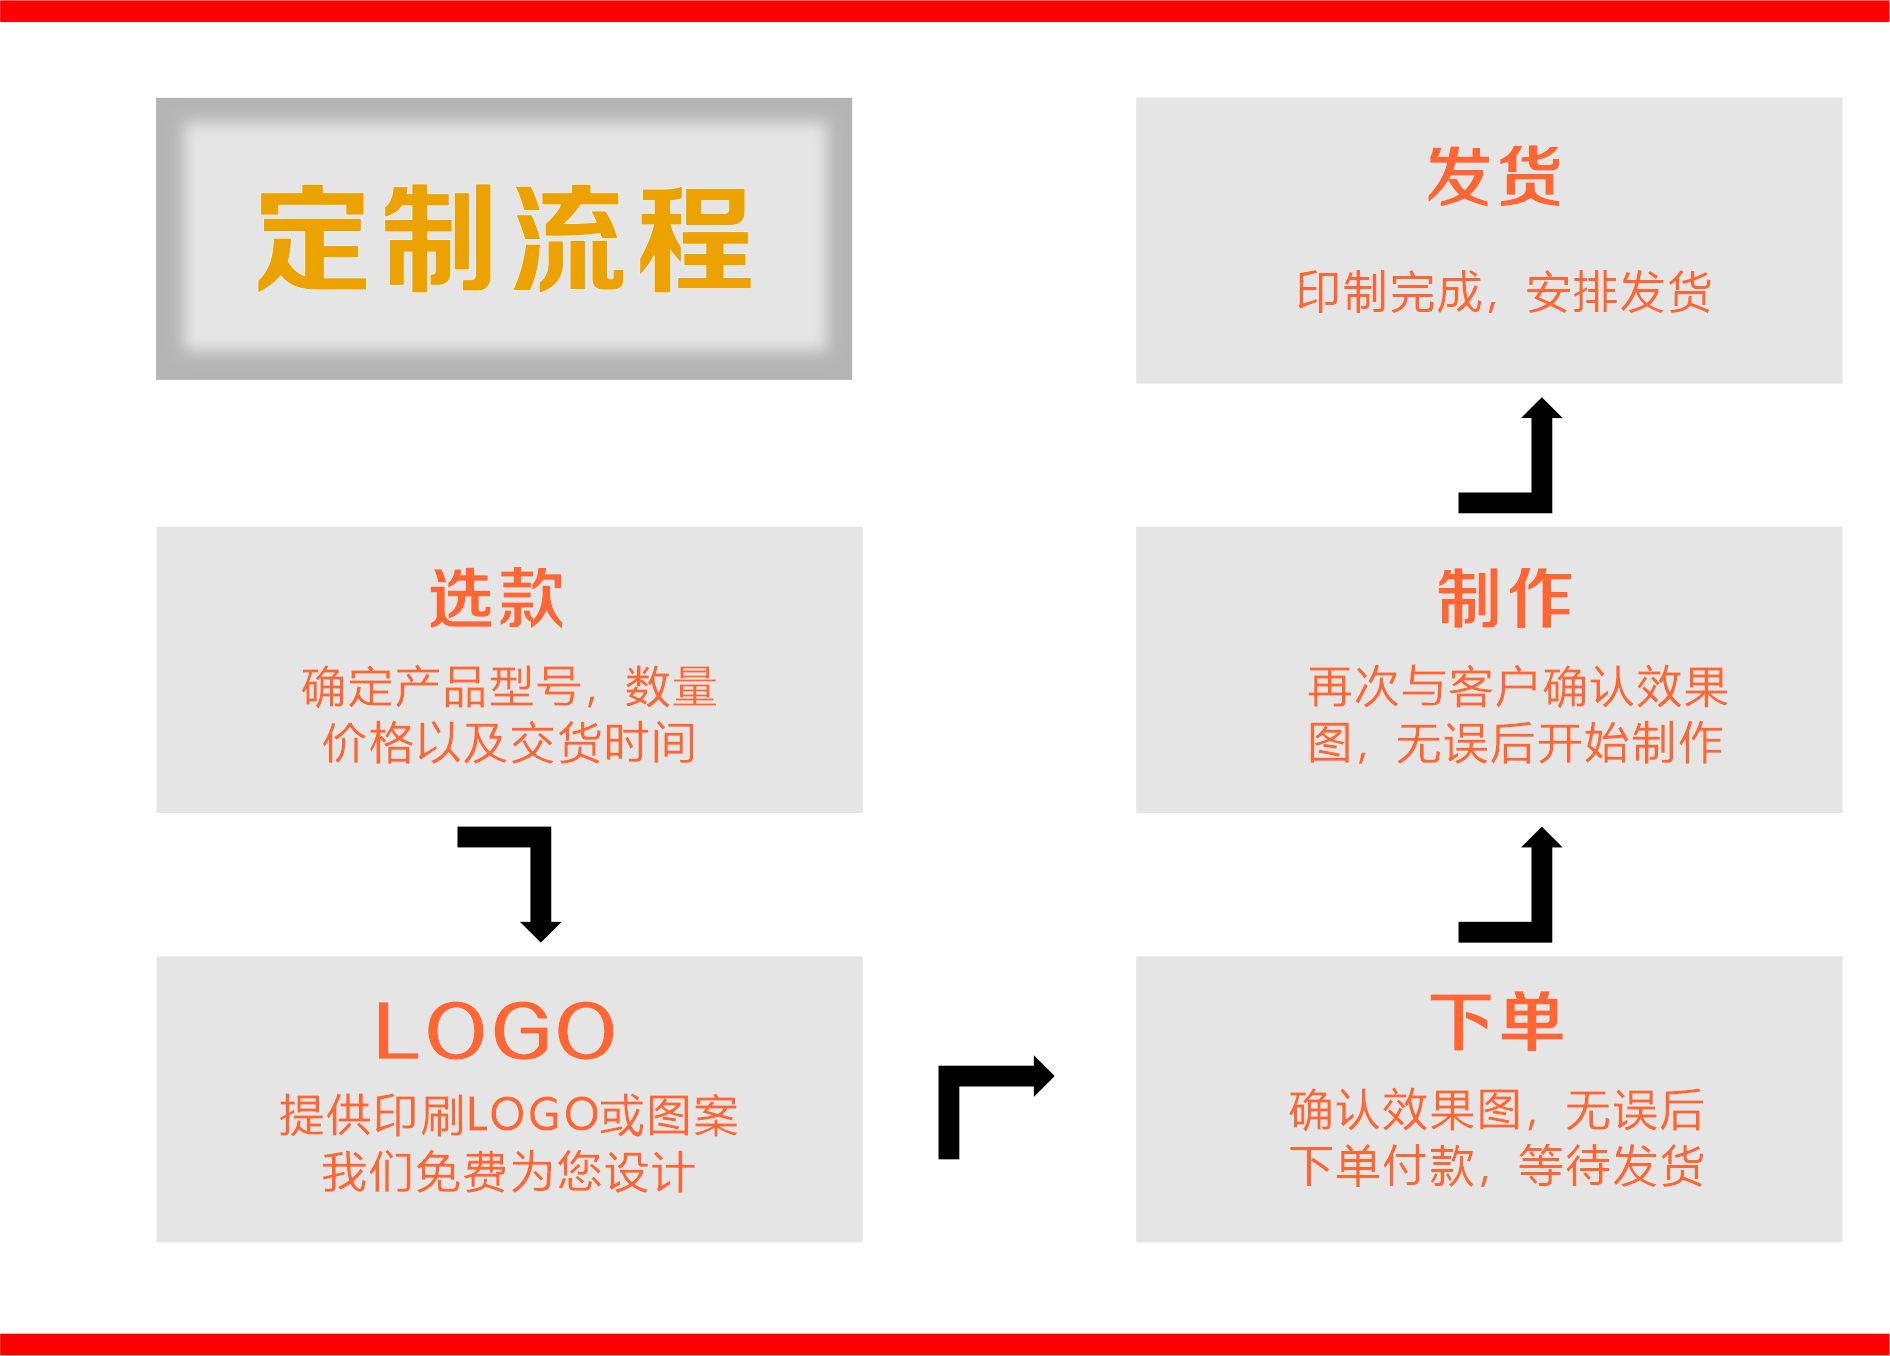 定制流程
选款
确定产品型号，数量
价格以及交货时间
LOGO
提供印刷LOGO或图案
我们免费为您设计
下单
确认效果图，无误后
下单付款，等待发货
制作
再次与客户确认效果
图，无误后开始制作
发货
印制完成，安排发货